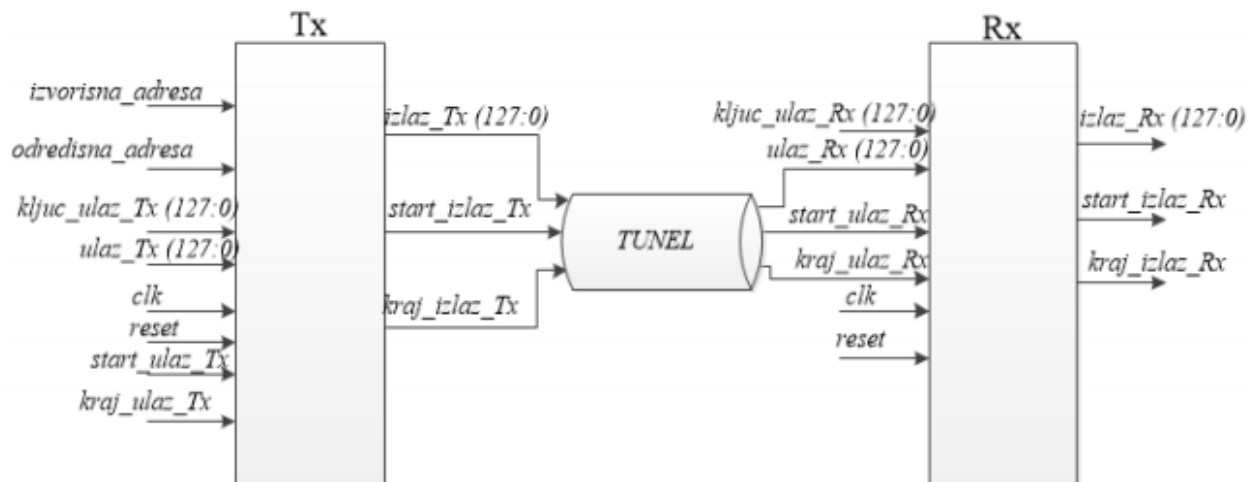 Tx
izvorisna_adresa
odredisna_adresa
kljuc_ulaz_Tx (127:0)
ulaz_Tx (127:0)
clk
reset
start_ulaz_Tx
kraj_ulaz_Tx
izlaz_Tx (127:0)
start_izlaz_Tx
kraj_izlaz_Tx
TUNEL
Rx
kljuc_ulaz_Rx (127:0)
ulaz_Rx (127:0)
start_ulaz_Rx
kraj_ulaz_Rx
clk
reset
izlaz_Rx (127:0)
start_izlaz_Rx
kraj_izlaz_Rx